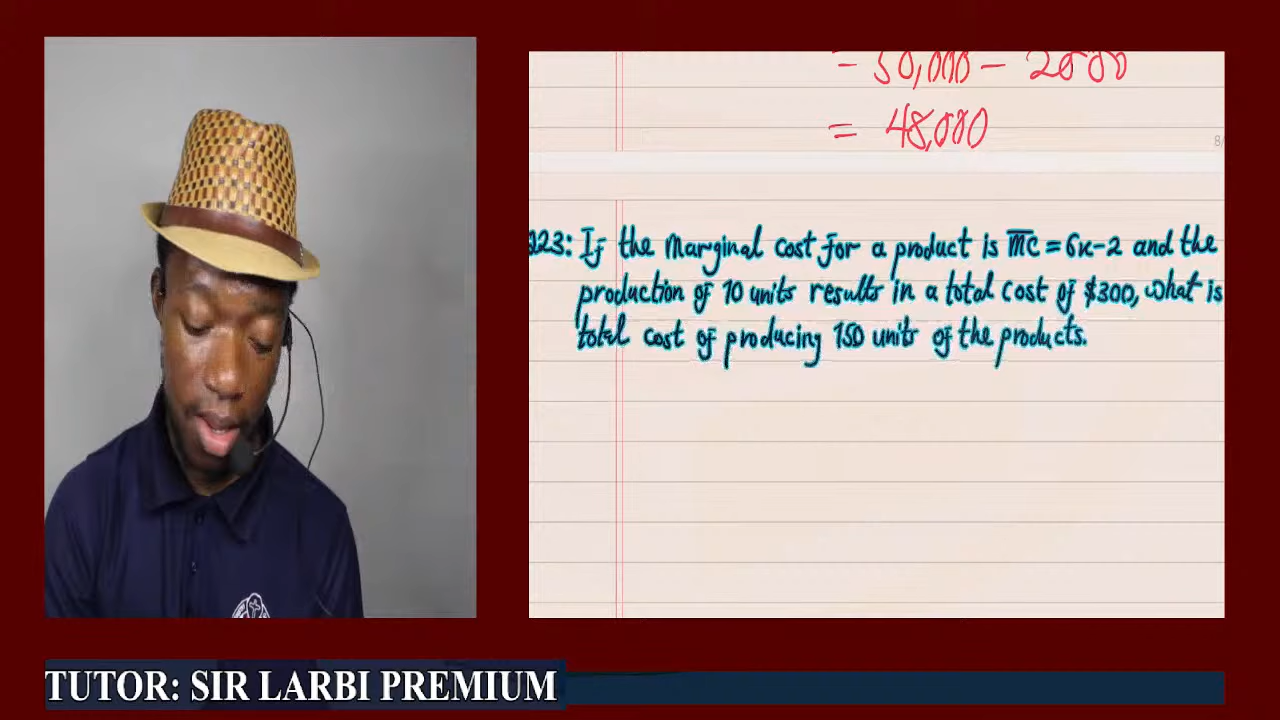 = 50,000 - 2000
= 48,000
8/
Q23: If the Marginal cost for a product is M̅C̅ = 6x-2 and the
production of 10 units results in a total cost of $300, what is
total cost of producing 150 units of the products.
TUTOR: SIR LARBI PREMIUM